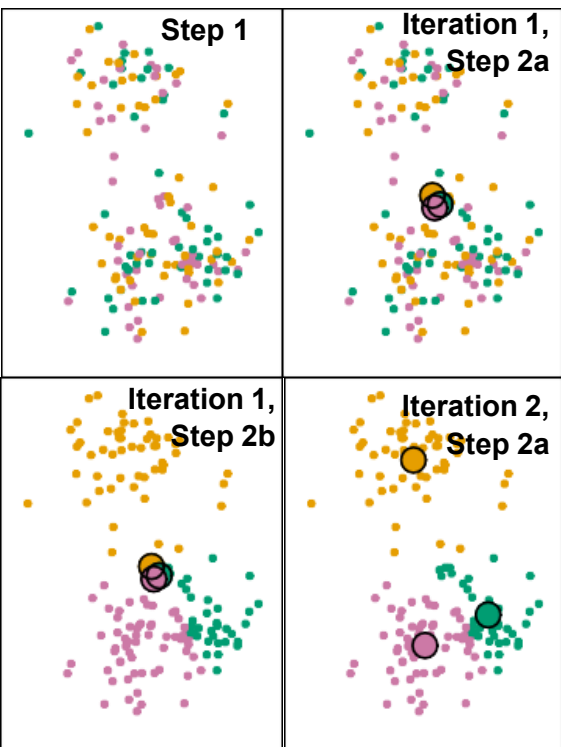 Step 1
Iteration 1,
Step 2a
Iteration 1,
Step 2b
Iteration 2,
Step 2a